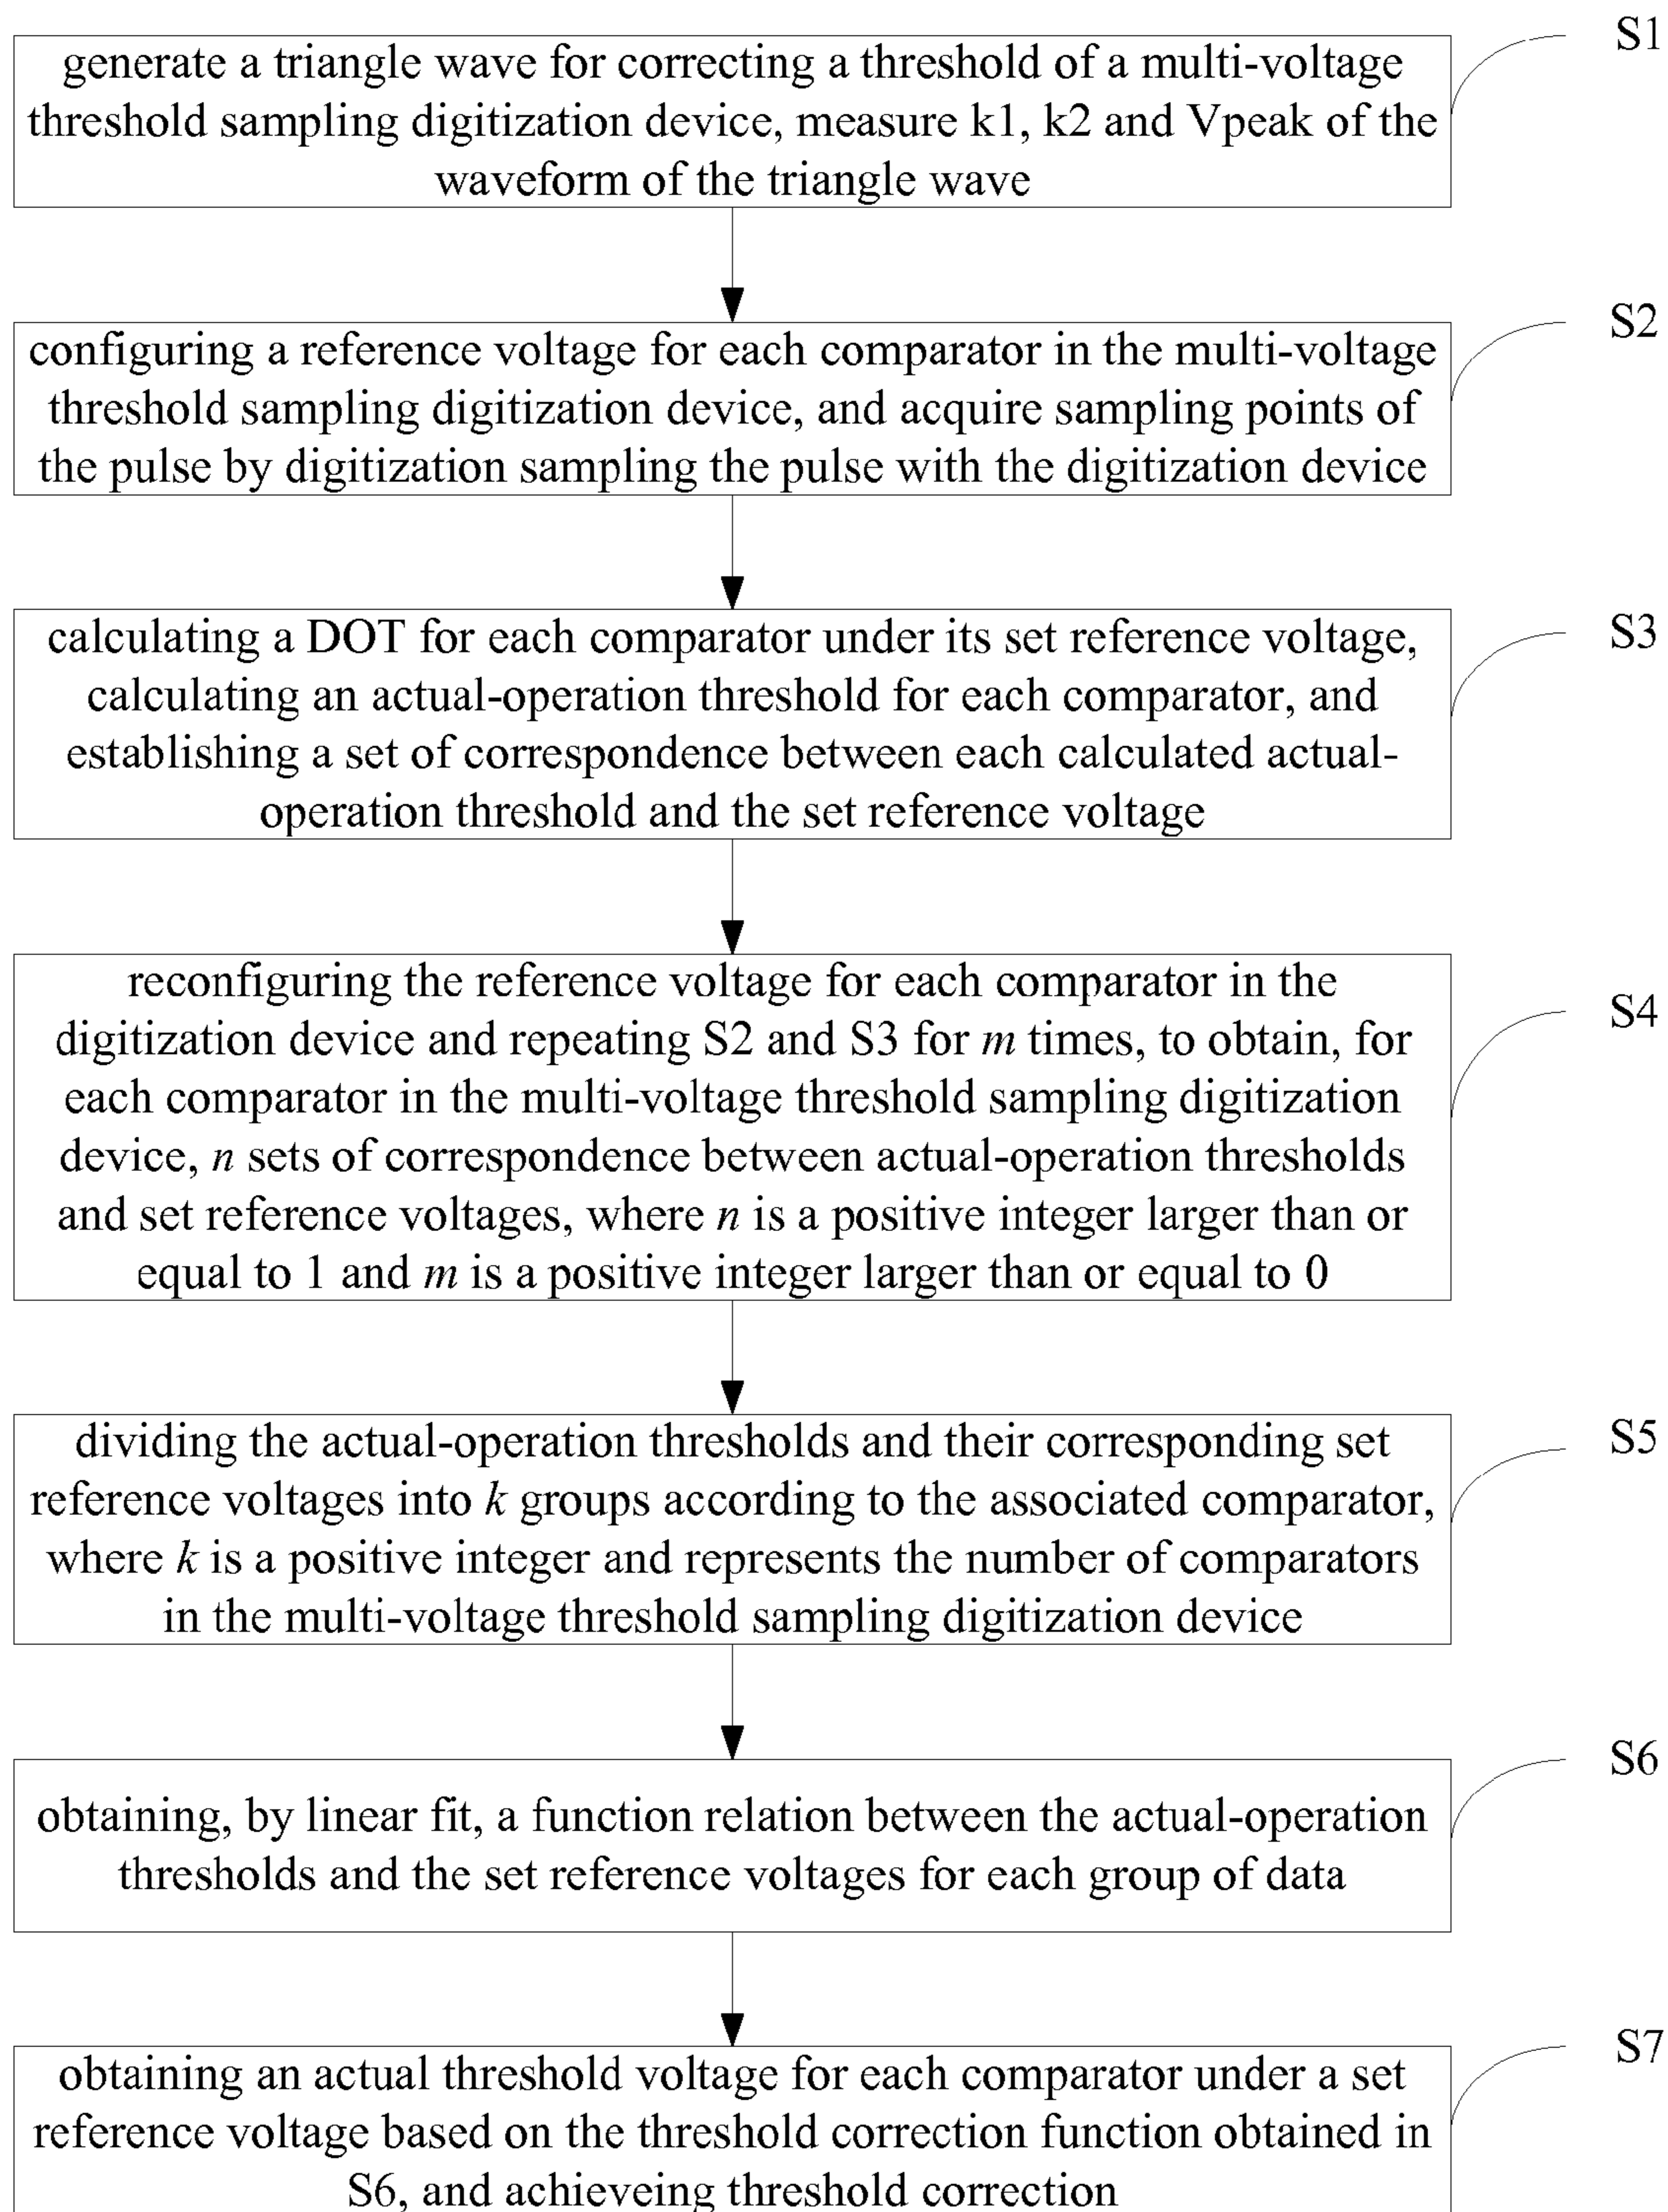 S1
generate a triangle wave for correcting a threshold of a multi-voltage
threshold sampling digitization device, measure k1, k2 and Vpeak of the
waveform of the triangle wave
S2
configuring a reference voltage for each comparator in the multi-voltage
threshold sampling digitization device, and acquire sampling points of
the pulse by digitization sampling the pulse with the digitization device
S3
calculating a DOT for each comparator under its set reference voltage,
calculating an actual-operation threshold for each comparator, and
establishing a set of correspondence between each calculated actual-
operation threshold and the set reference voltage
S4
reconfiguring the reference voltage for each comparator in the
digitization device and repeating S2 and S3 for m times, to obtain, for
each comparator in the multi-voltage threshold sampling digitization
device, n sets of correspondence between actual-operation thresholds
and set reference voltages, where n is a positive integer larger than or
equal to 1 and m is a positive integer larger than or equal to 0
S5
dividing the actual-operation thresholds and their corresponding set
reference voltages into k groups according to the associated comparator,
where k is a positive integer and represents the number of comparators
in the multi-voltage threshold sampling digitization device
S6
obtaining, by linear fit, a function relation between the actual-operation
thresholds and the set reference voltages for each group of data
S7
obtaining an actual threshold voltage for each comparator under a set
reference voltage based on the threshold correction function obtained in
S6, and achieveing threshold correction